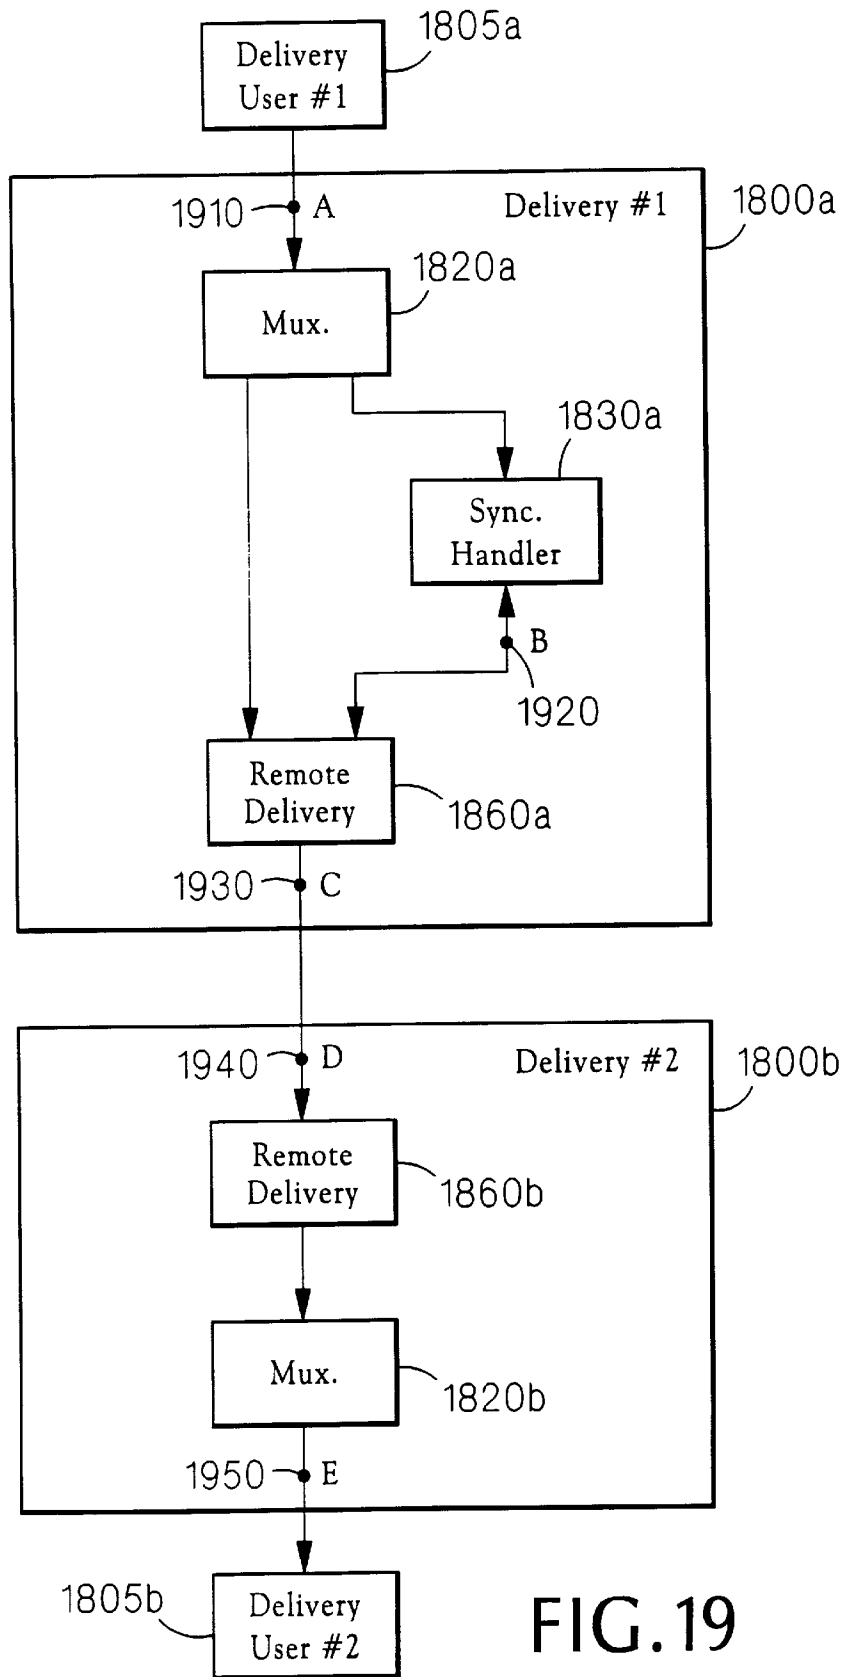 1805a
Delivery
User #1
1910
A
Delivery #1
1800a
1820a
Mux.
1830a
Sync.
Handler
B
1920
Remote
Delivery
1860a
1930
C
1940
D
Delivery #2
1800b
Remote
Delivery
1860b
Mux.
1820b
1950
E
1805b
Delivery
User #2
FIG.19